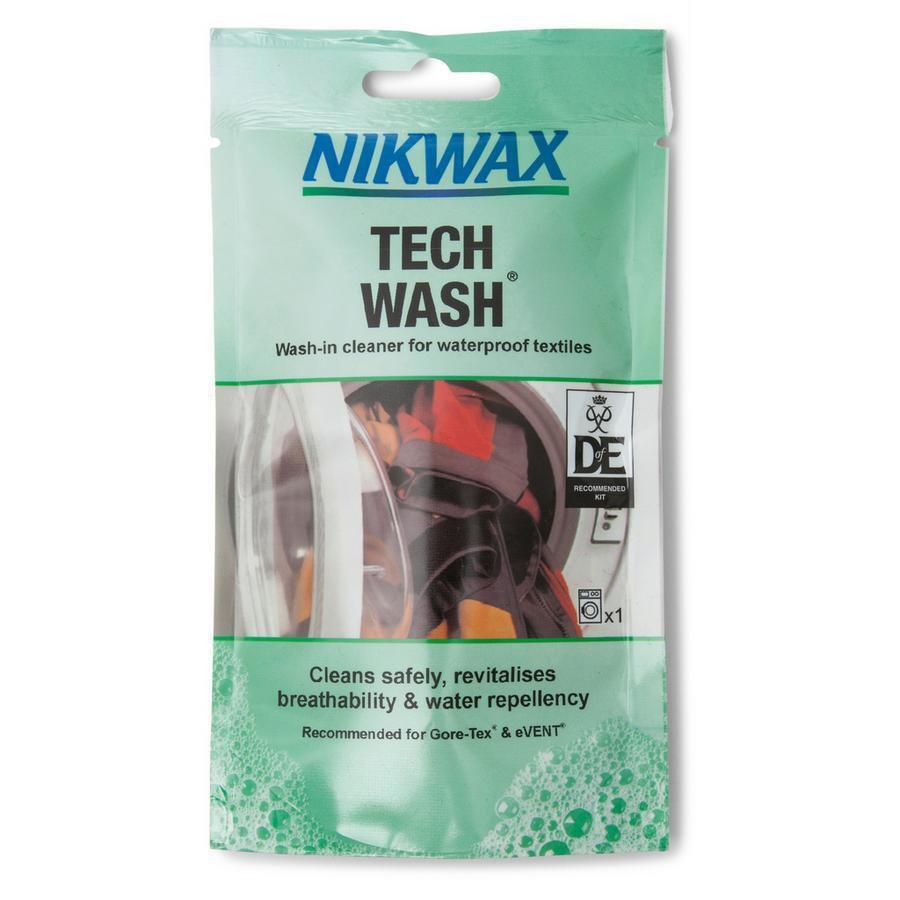 NIKWAX
TECH
WASH®
Wash-in cleaner for waterproof textiles
DofE
RECOMMENDED
KIT
x1
Cleans safely, revitalises
breathability & water repellency
Recommended for Gore-Tex® & eVENT®